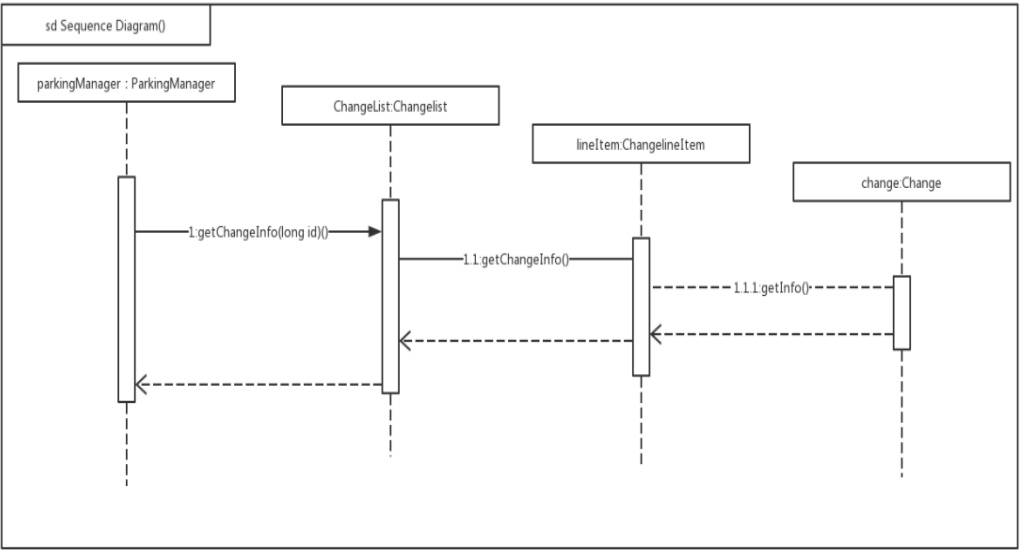 sd Sequence Diagram()
parkingManager : ParkingManager
ChangeList:Changelist
lineItem:ChangelineItem
change:Change
1:getChangeInfo(long id)()
1.1:getChangeInfo()
1.1.1:getInfo()